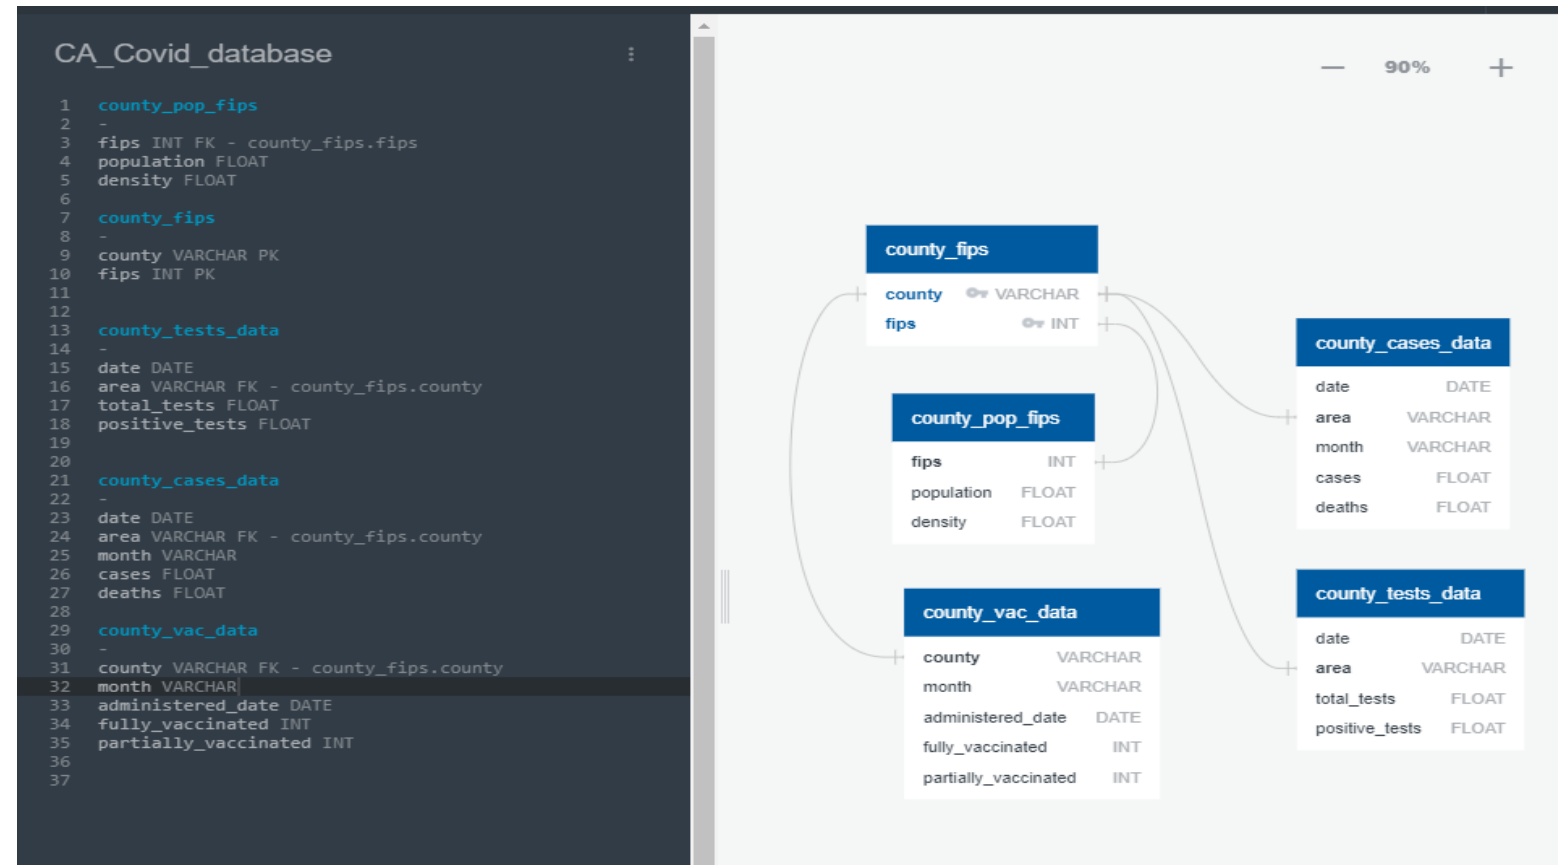 CA_Covid_database
1 county_pop_fips
2 -
3 fips INT FK - county_fips.fips
4 population FLOAT
5 density FLOAT
6
7 county_fips
8 -
9 county VARCHAR PK
10 fips INT PK
11
12
13 county_tests_data
14 -
15 date DATE
16 area VARCHAR FK - county_fips.county
17 total_tests FLOAT
18 positive_tests FLOAT
19
20
21 county_cases_data
22 -
23 date DATE
24 area VARCHAR FK - county_fips.county
25 month VARCHAR
26 cases FLOAT
27 deaths FLOAT
28
29 county_vac_data
30 -
31 county VARCHAR FK - county_fips.county
32 month VARCHAR
33 administered_date DATE
34 fully_vaccinated INT
35 partially_vaccinated INT
36
37
90%
county_fips
county VARCHAR
fips INT
county_pop_fips
fips INT
population FLOAT
density FLOAT
county_vac_data
county VARCHAR
month VARCHAR
administered_date DATE
fully_vaccinated INT
partially_vaccinated INT
county_cases_data
date DATE
area VARCHAR
month VARCHAR
cases FLOAT
deaths FLOAT
county_tests_data
date DATE
area VARCHAR
total_tests FLOAT
positive_tests FLOAT